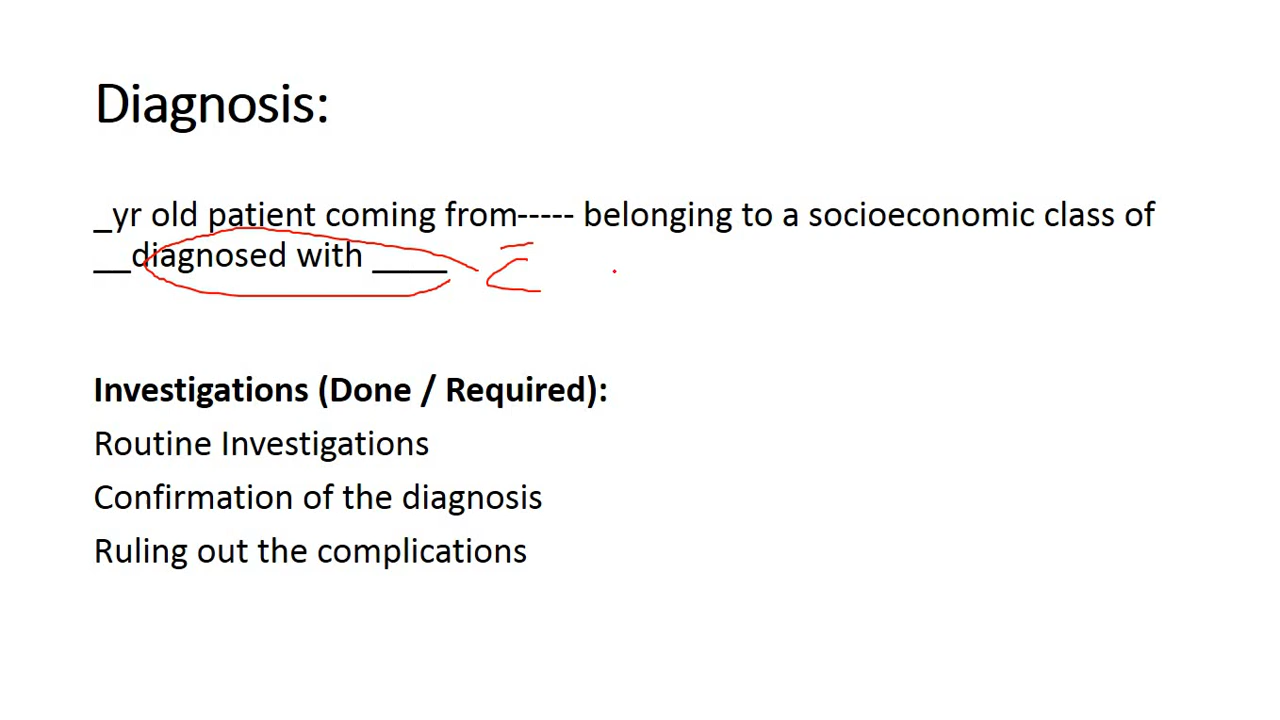 Diagnosis:
_yr old patient coming from----- belonging to a socioeconomic class of
__diagnosed with ____
Investigations (Done / Required):
Routine Investigations
Confirmation of the diagnosis
Ruling out the complications